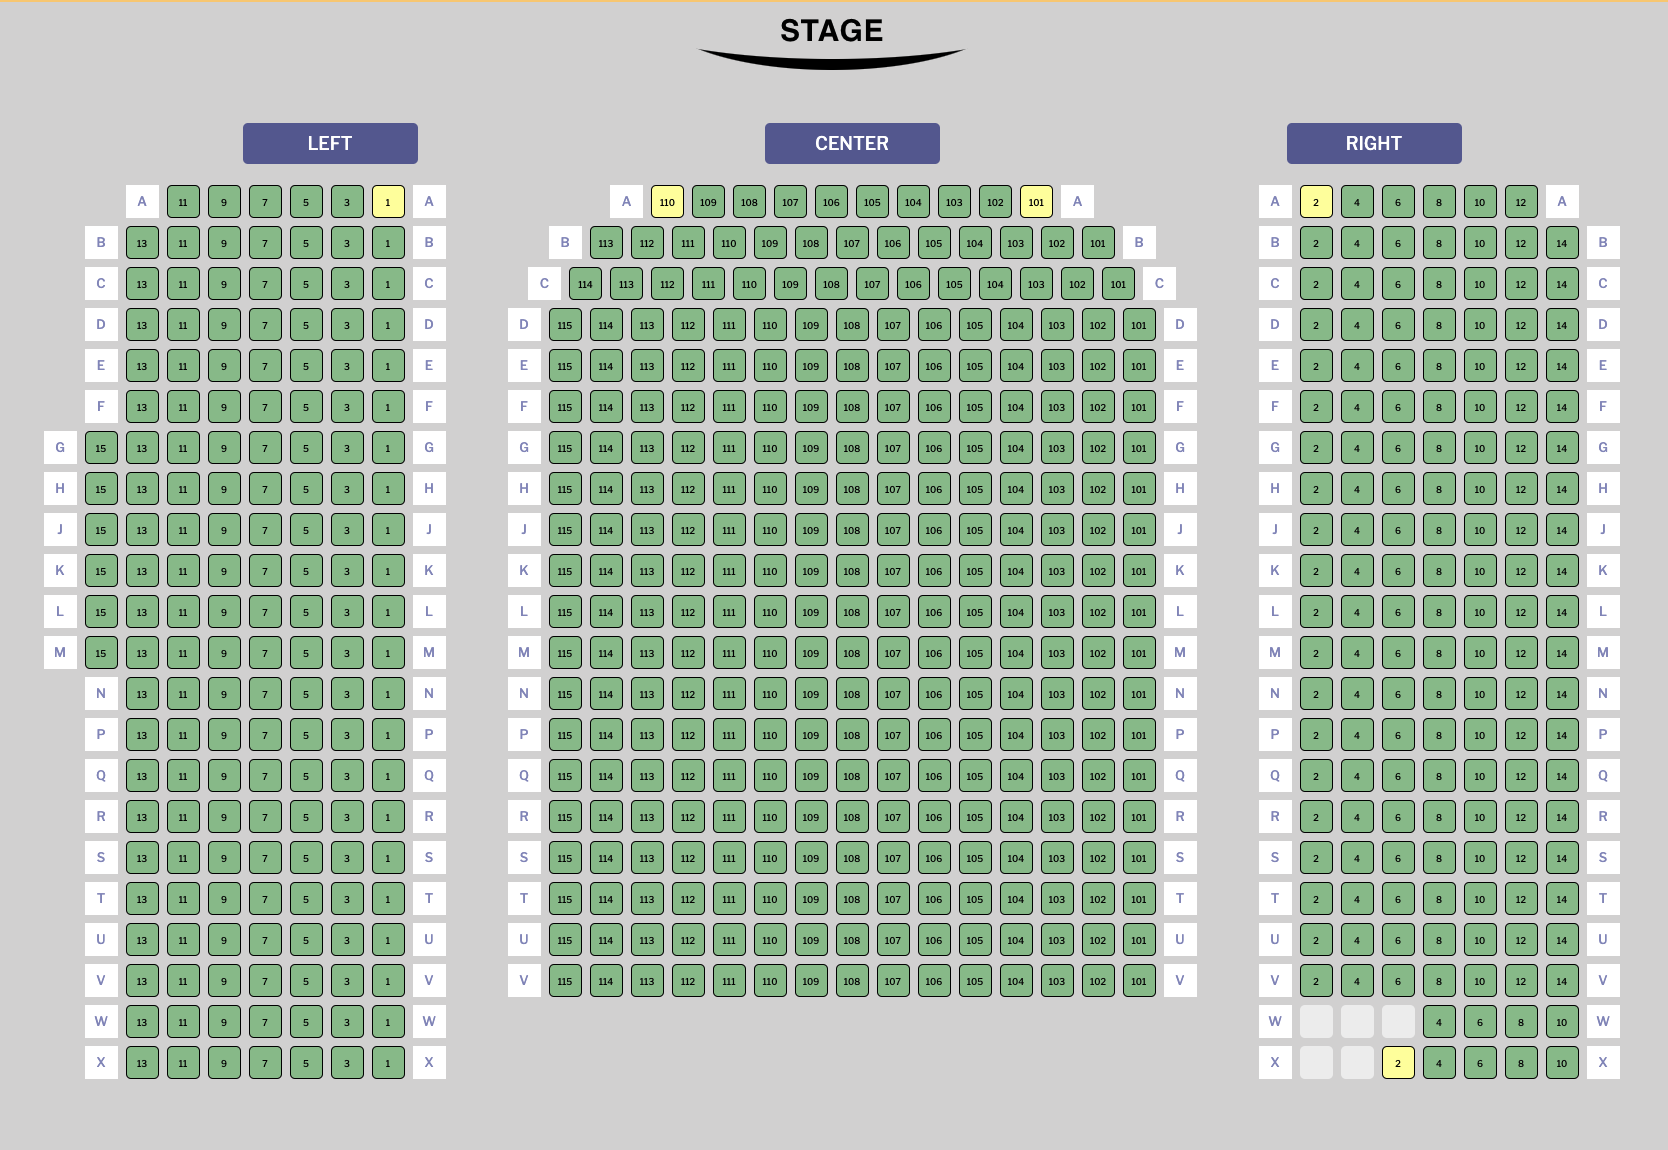 STAGE
LEFT CENTER RIGHT
A 11 9 7 5 3 1 A A 110 109 108 107 106 105 104 103 102 101 A A 2 4 6 8 10 12 A
B 13 11 9 7 5 3 1 B B 113 112 111 110 109 108 107 106 105 104 103 102 101 B B 2 4 6 8 10 12 14 B
C 13 11 9 7 5 3 1 C C 114 113 112 111 110 109 108 107 106 105 104 103 102 101 C C 2 4 6 8 10 12 14 C
D 13 11 9 7 5 3 1 D D 115 114 113 112 111 110 109 108 107 106 105 104 103 102 101 D D 2 4 6 8 10 12 14 D
E 13 11 9 7 5 3 1 E E 115 114 113 112 111 110 109 108 107 106 105 104 103 102 101 E E 2 4 6 8 10 12 14 E
F 13 11 9 7 5 3 1 F F 115 114 113 112 111 110 109 108 107 106 105 104 103 102 101 F F 2 4 6 8 10 12 14 F
G 15 13 11 9 7 5 3 1 G G 115 114 113 112 111 110 109 108 107 106 105 104 103 102 101 G G 2 4 6 8 10 12 14 G
H 15 13 11 9 7 5 3 1 H H 115 114 113 112 111 110 109 108 107 106 105 104 103 102 101 H H 2 4 6 8 10 12 14 H
J 15 13 11 9 7 5 3 1 J J 115 114 113 112 111 110 109 108 107 106 105 104 103 102 101 J J 2 4 6 8 10 12 14 J
K 15 13 11 9 7 5 3 1 K K 115 114 113 112 111 110 109 108 107 106 105 104 103 102 101 K K 2 4 6 8 10 12 14 K
L 15 13 11 9 7 5 3 1 L L 115 114 113 112 111 110 109 108 107 106 105 104 103 102 101 L L 2 4 6 8 10 12 14 L
M 15 13 11 9 7 5 3 1 M M 115 114 113 112 111 110 109 108 107 106 105 104 103 102 101 M M 2 4 6 8 10 12 14 M
N 13 11 9 7 5 3 1 N N 115 114 113 112 111 110 109 108 107 106 105 104 103 102 101 N N 2 4 6 8 10 12 14 N
P 13 11 9 7 5 3 1 P P 115 114 113 112 111 110 109 108 107 106 105 104 103 102 101 P P 2 4 6 8 10 12 14 P
Q 13 11 9 7 5 3 1 Q Q 115 114 113 112 111 110 109 108 107 106 105 104 103 102 101 Q Q 2 4 6 8 10 12 14 Q
R 13 11 9 7 5 3 1 R R 115 114 113 112 111 110 109 108 107 106 105 104 103 102 101 R R 2 4 6 8 10 12 14 R
S 13 11 9 7 5 3 1 S S 115 114 113 112 111 110 109 108 107 106 105 104 103 102 101 S S 2 4 6 8 10 12 14 S
T 13 11 9 7 5 3 1 T T 115 114 113 112 111 110 109 108 107 106 105 104 103 102 101 T T 2 4 6 8 10 12 14 T
U 13 11 9 7 5 3 1 U U 115 114 113 112 111 110 109 108 107 106 105 104 103 102 101 U U 2 4 6 8 10 12 14 U
V 13 11 9 7 5 3 1 V V 115 114 113 112 111 110 109 108 107 106 105 104 103 102 101 V V 2 4 6 8 10 12 14 V
W 13 11 9 7 5 3 1 W W 4 6 8 10 W
X 13 11 9 7 5 3 1 X X 2 4 6 8 10 X